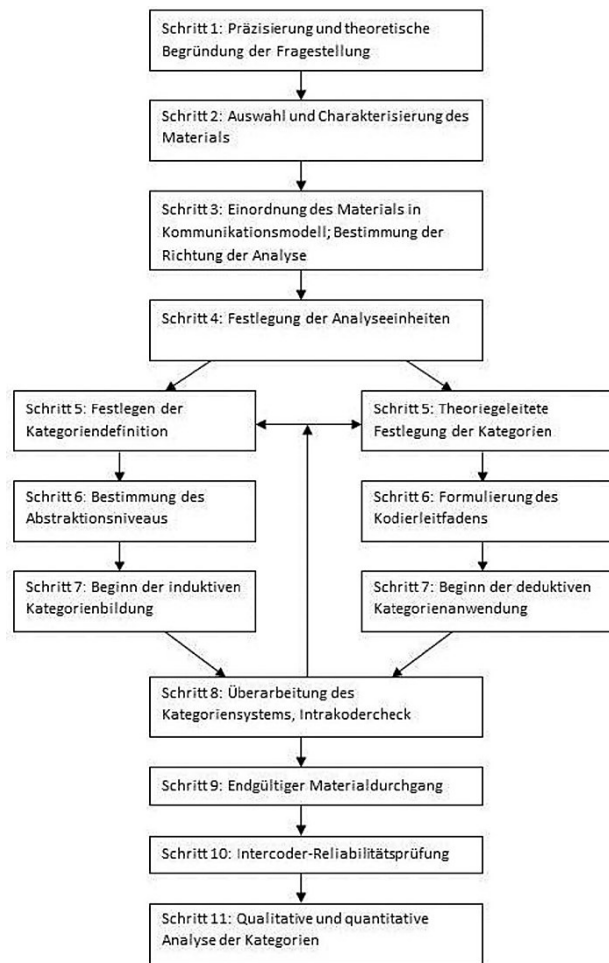 Schritt 1: Präzisierung und theoretische
Begründung der Fragestellung
Schritt 2: Auswahl und Charakterisierung des
Materials
Schritt 3: Einordnung des Materials in
Kommunikationsmodell; Bestimmung der
Richtung der Analyse
Schritt 4: Festlegung der Analyseeinheiten
Schritt 5: Festlegen der
Kategoriendefinition
Schritt 5: Theoriegeleitete
Festlegung der Kategorien
Schritt 6: Bestimmung des
Abstraktionsniveaus
Schritt 6: Formulierung des
Kodierleitfadens
Schritt 7: Beginn der induktiven
Kategorienbildung
Schritt 7: Beginn der deduktiven
Kategorienanwendung
Schritt 8: Überarbeitung des
Kategoriensystems, Intrakodercheck
Schritt 9: Endgültiger Materialdurchgang
Schritt 10: Intercoder-Reliabilitätsprüfung
Schritt 11: Qualitative und quantitative
Analyse der Kategorien